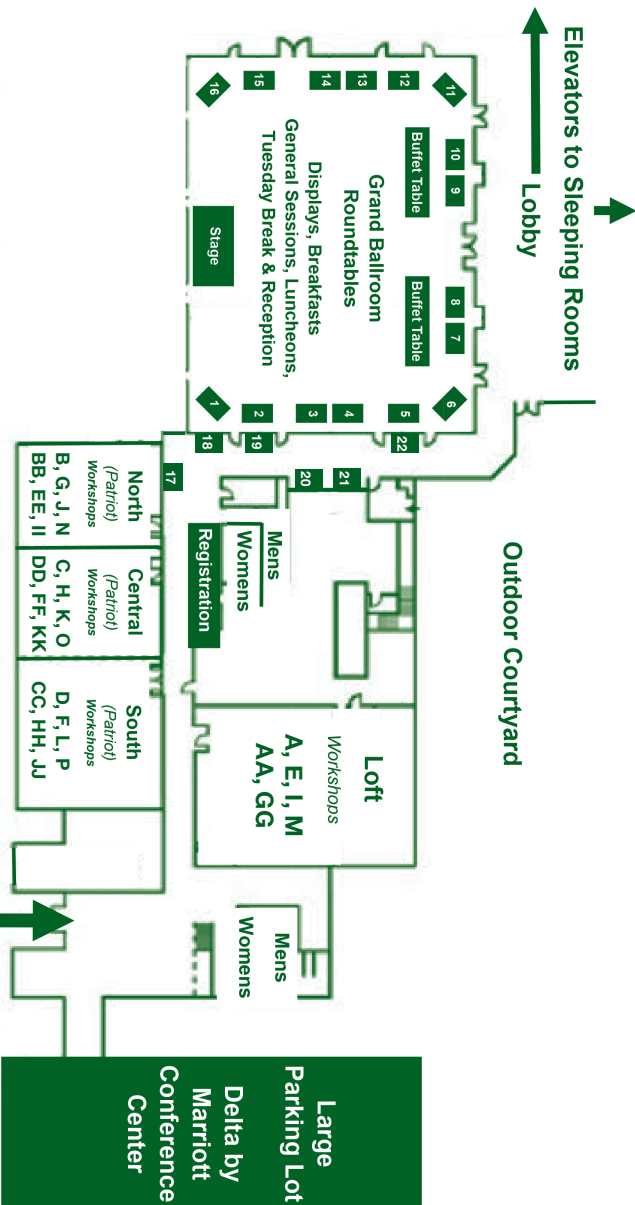 Elevators to Sleeping Rooms
Lobby
Outdoor Courtyard
16
15
14
13
12
11
10
9
8
7
6
5
4
3
2
1
Buffet Table
Buffet Table
Grand Ballroom
Roundtables
Displays, Breakfasts
General Sessions, Luncheons,
Tuesday Break & Reception
Stage
18
19
22
17
20
21
Mens
Womens
Registration
Loft
Workshops
A, E, I, M
AA, GG
North
(Patriot)
Workshops
B, G, J, N
BB, EE, II
Central
(Patriot)
Workshops
C, H, K, O
DD, FF, KK
South
(Patriot)
Workshops
D, F, L, P
CC, HH, JJ
Mens
Womens
Large
Parking Lot
Delta by
Marriott
Conference
Center